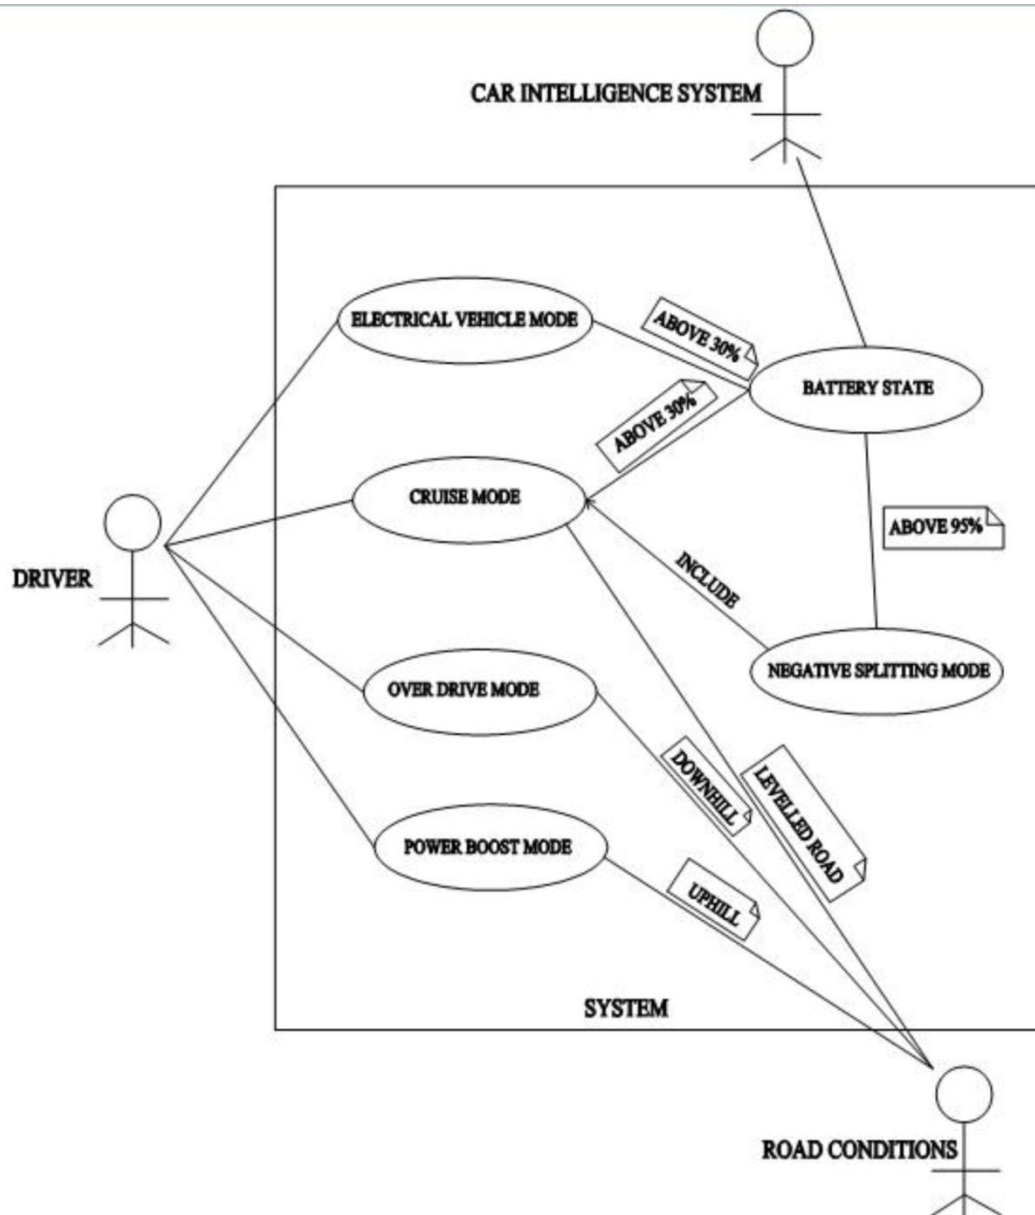 CAR INTELLIGENCE SYSTEM
ELECTRICAL VEHICLE MODE
ABOVE 30%
BATTERY STATE
ABOVE 30%
CRUISE MODE
ABOVE 95%
INCLUDE
DRIVER
NEGATIVE SPLITTING MODE
OVER DRIVE MODE
DOWNHILL
LEVELLED ROAD
POWER BOOST MODE
UPHILL
SYSTEM
ROAD CONDITIONS